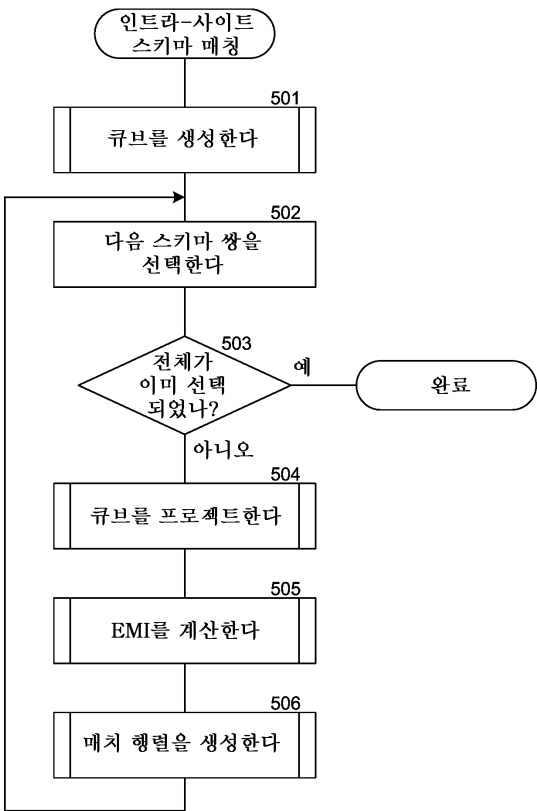 인트라-사이트
스키마 매칭
501
큐브를 생성한다
502
다음 스키마 쌍을
선택한다
503
전체가
이미 선택
되었나?
예
완료
아니오
504
큐브를 프로젝트한다
505
EMI를 계산한다
506
매치 행렬을 생성한다